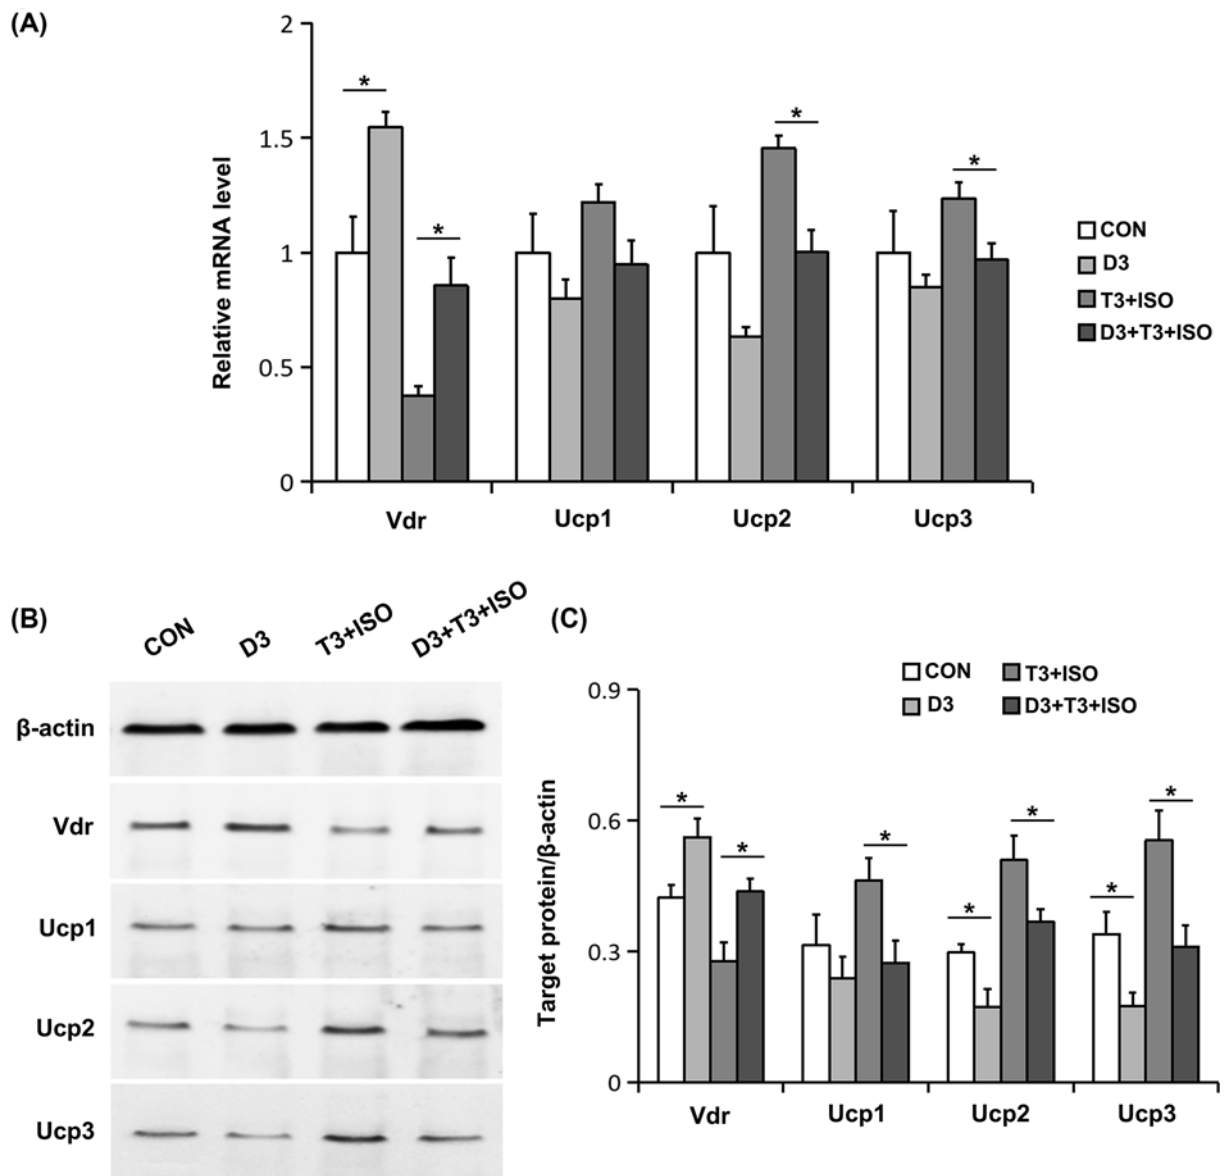 (A)
Relative mRNA level
2
1.5
1
0.5
0
*
*
*
*
Vdr
Ucp1
Ucp2
Ucp3
CON
D3
T3+ISO
D3+T3+ISO
(B)
CON
D3
T3+ISO
D3+T3+ISO
β-actin
Vdr
Ucp1
Ucp2
Ucp3
(C)
CON
T3+ISO
D3
D3+T3+ISO
Target protein/β-actin
0.9
0.6
0.3
0
*
*
*
*
*
*
*
Vdr
Ucp1
Ucp2
Ucp3